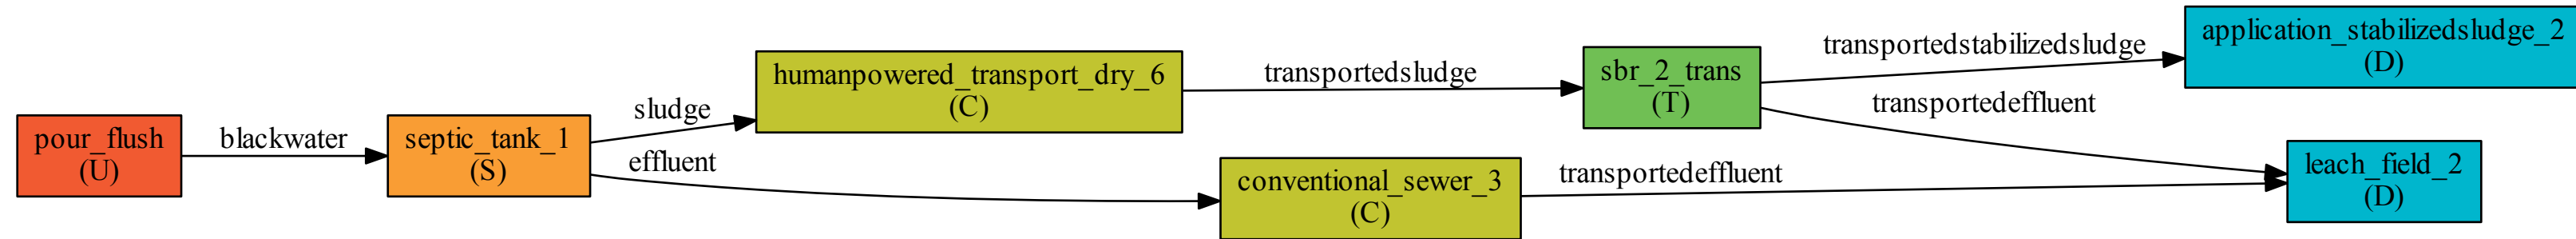 pour_flush
(U)
blackwater
septic_tank_1
(S)
sludge
effluent
humanpowered_transport_dry_6
(C)
transportedsludge
conventional_sewer_3
(C)
transportedeffluent
sbr_2_trans
(T)
transportedstabilizedsludge
transportedeffluent
application_stabilizedsludge_2
(D)
leach_field_2
(D)